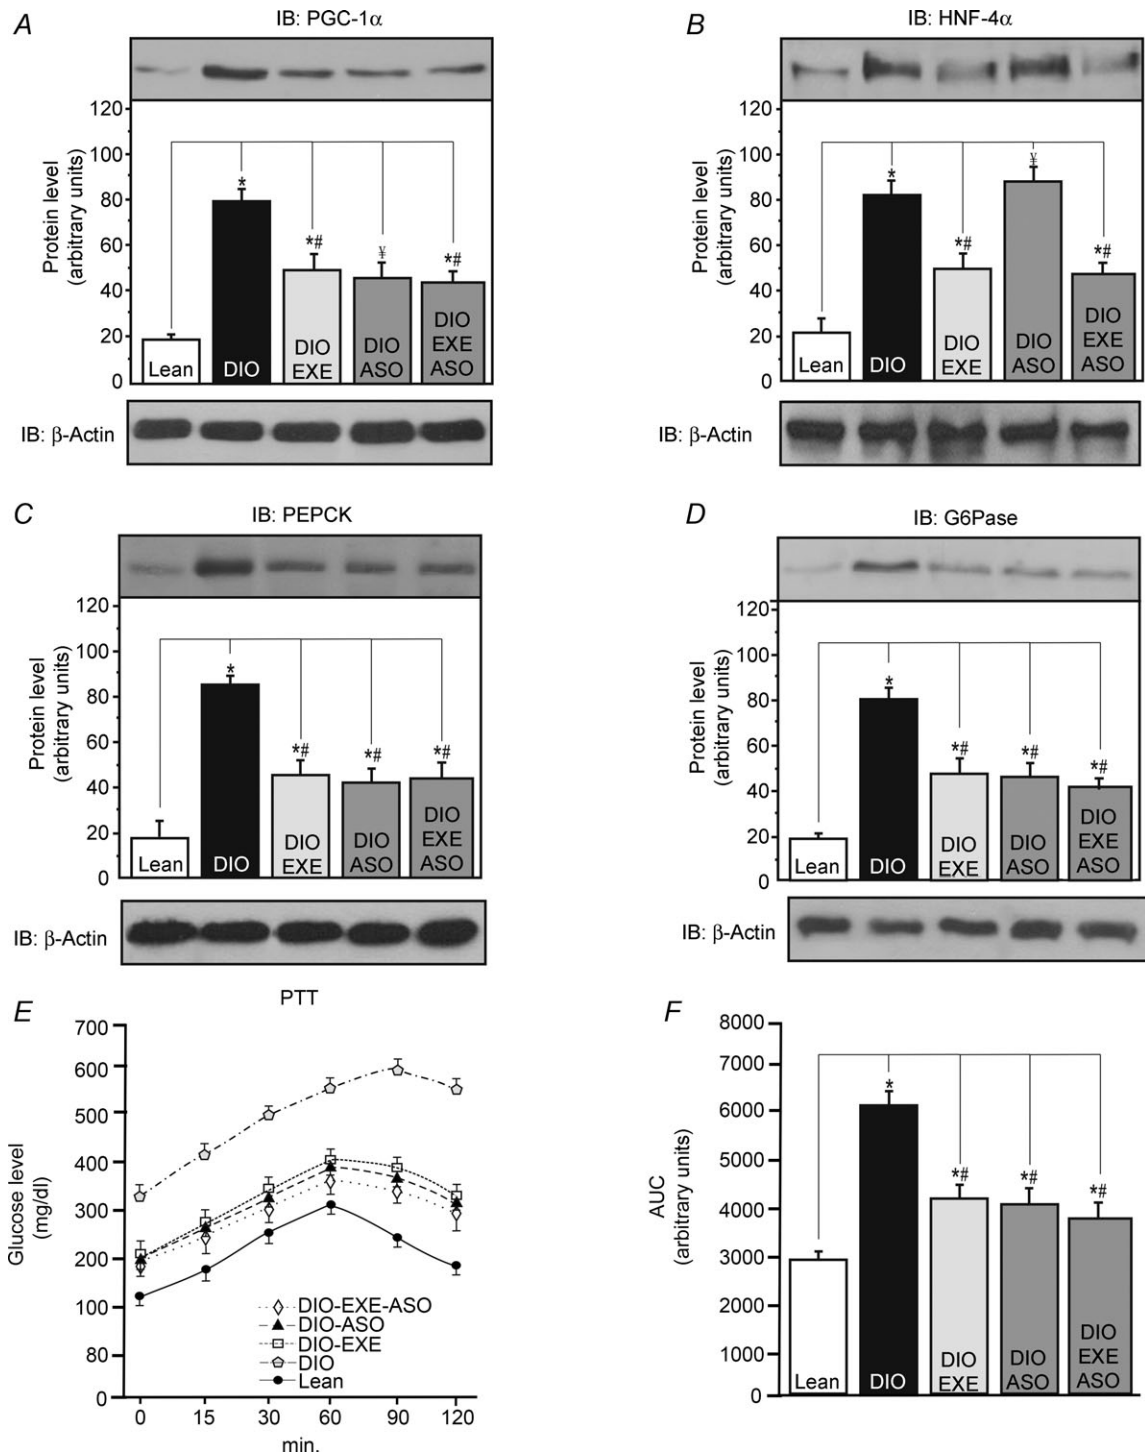 A
IB: PGC-1α
120
100
80
60
40
20
0
Protein level
(arbitrary units)
*
*#
¥
*#
Lean
DIO
DIO
EXE
DIO
ASO
DIO
EXE
ASO
IB: β-Actin
B
IB: HNF-4α
120
100
80
60
40
20
0
Protein level
(arbitrary units)
*
*#
¥
*#
Lean
DIO
DIO
EXE
DIO
ASO
DIO
EXE
ASO
IB: β-Actin
C
IB: PEPCK
120
100
80
60
40
20
0
Protein level
(arbitrary units)
*
*#
*#
*#
Lean
DIO
DIO
EXE
DIO
ASO
DIO
EXE
ASO
IB: β-Actin
D
IB: G6Pase
120
100
80
60
40
20
0
Protein level
(arbitrary units)
*
*#
*#
*#
Lean
DIO
DIO
EXE
DIO
ASO
DIO
EXE
ASO
IB: β-Actin
E
PTT
700
600
500
400
300
200
100
80
0
Glucose level
(mg/dl)
DIO-EXE-ASO
DIO-ASO
DIO-EXE
DIO
Lean
0 15 30 60 90 120
min.
F
8000
7000
6000
5000
4000
3000
2000
1000
0
AUC
(arbitrary units)
*
*#
*#
*#
Lean
DIO
DIO
EXE
DIO
ASO
DIO
EXE
ASO